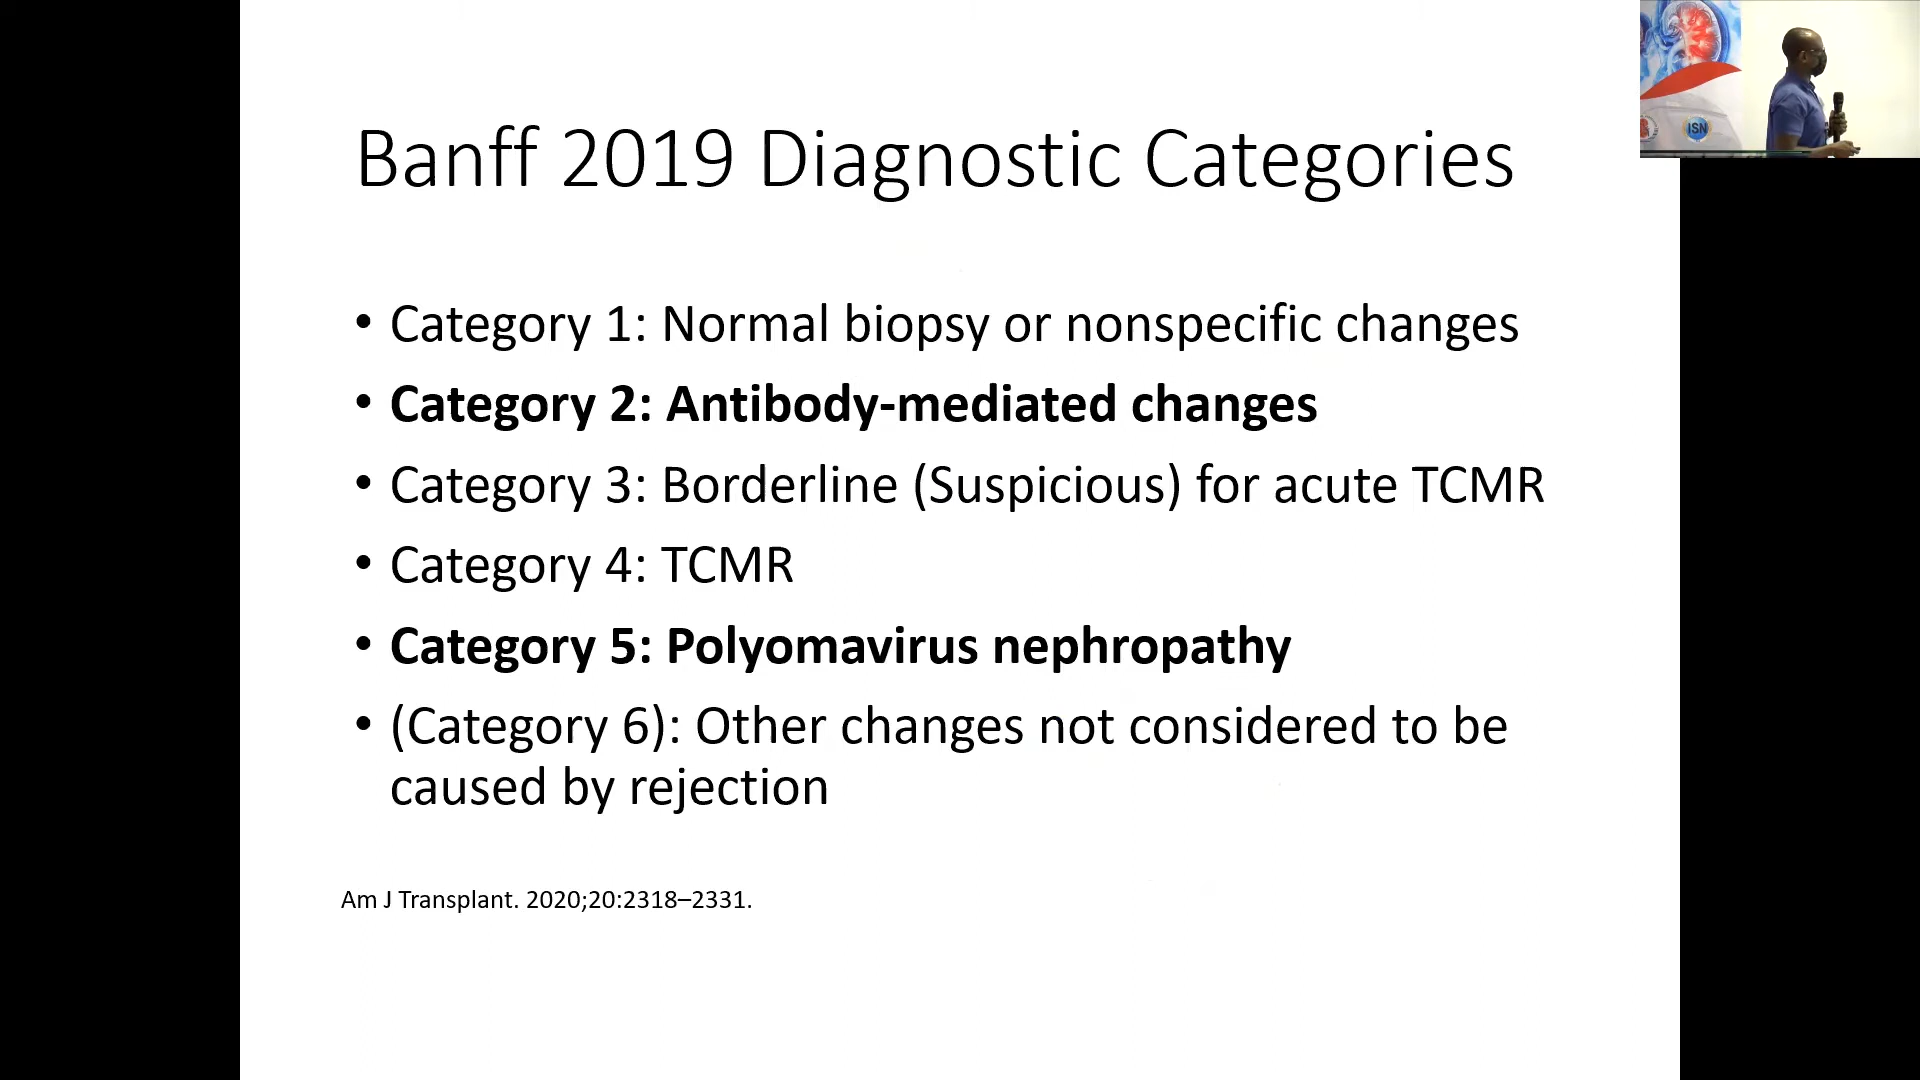 Banff 2019 Diagnostic Categories
• Category 1: Normal biopsy or nonspecific changes
• Category 2: Antibody-mediated changes
• Category 3: Borderline (Suspicious) for acute TCMR
• Category 4: TCMR
• Category 5: Polyomavirus nephropathy
• (Category 6): Other changes not considered to be
caused by rejection
Am J Transplant. 2020;20:2318–2331.
ISN